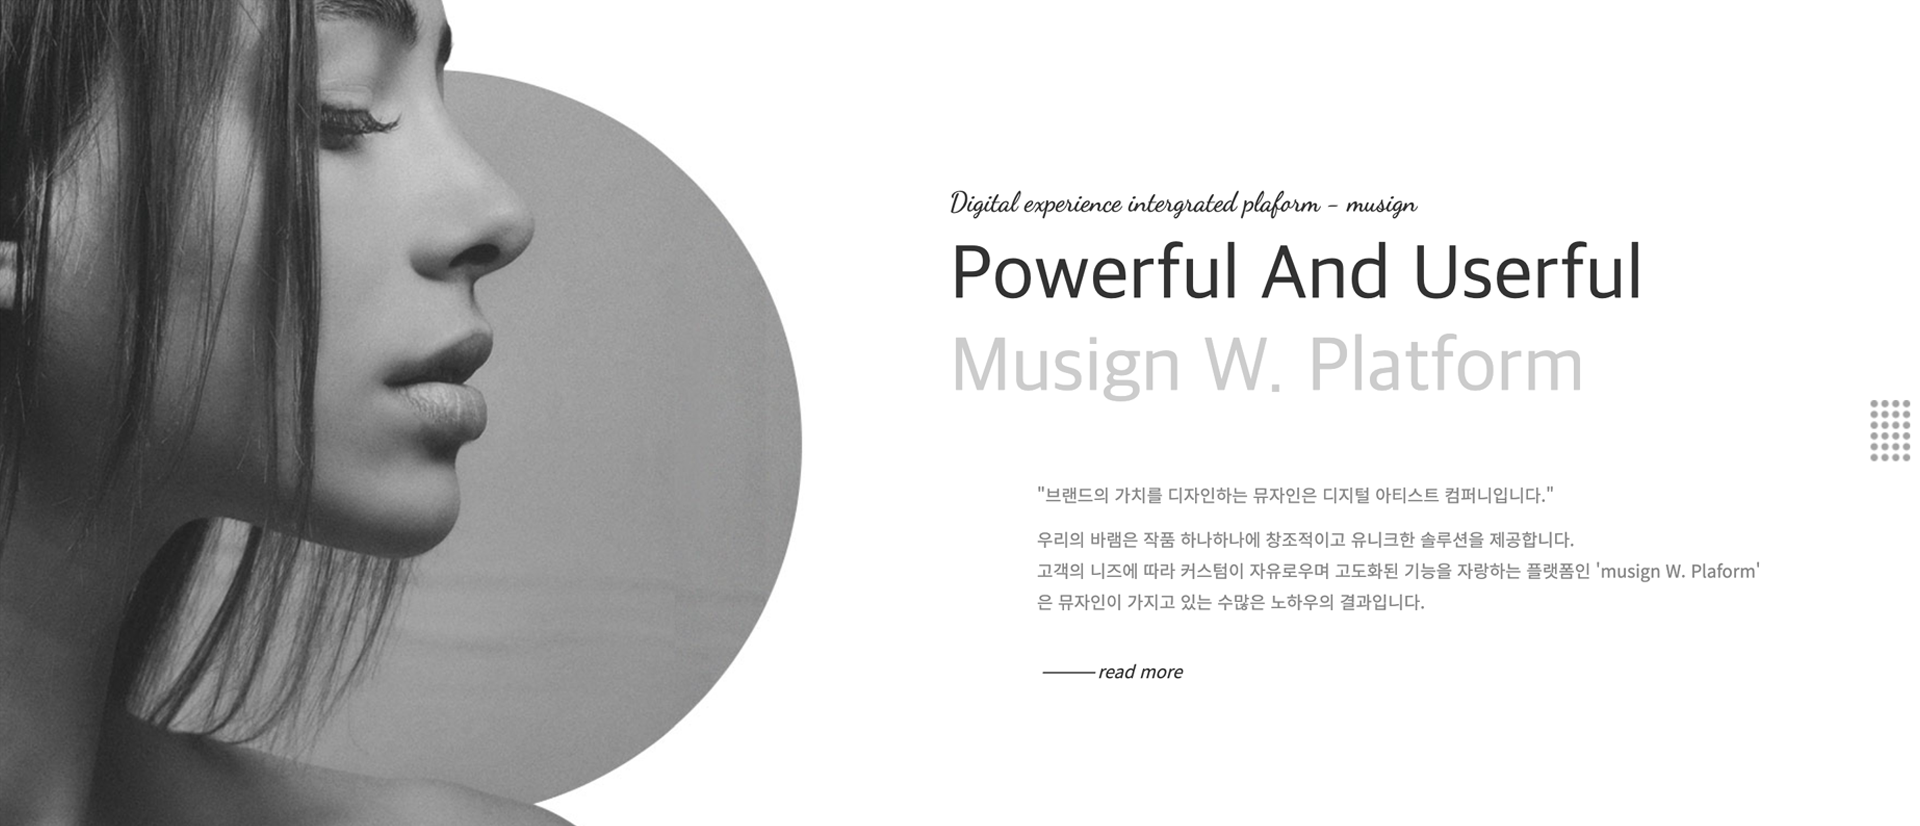 Digital experience intergrated plaform - musign
Powerful And Userful
Musign W. Platform
"브랜드의 가치를 디자인하는 뮤자인은 디지털 아티스트 컴퍼니입니다."
우리의 바램은 작품 하나하나에 창조적이고 유니크한 솔루션을 제공합니다.
고객의 니즈에 따라 커스텀이 자유로우며 고도화된 기능을 자랑하는 플랫폼인 'musign W. Plaform'
은 뮤자인이 가지고 있는 수많은 노하우의 결과입니다.
read more